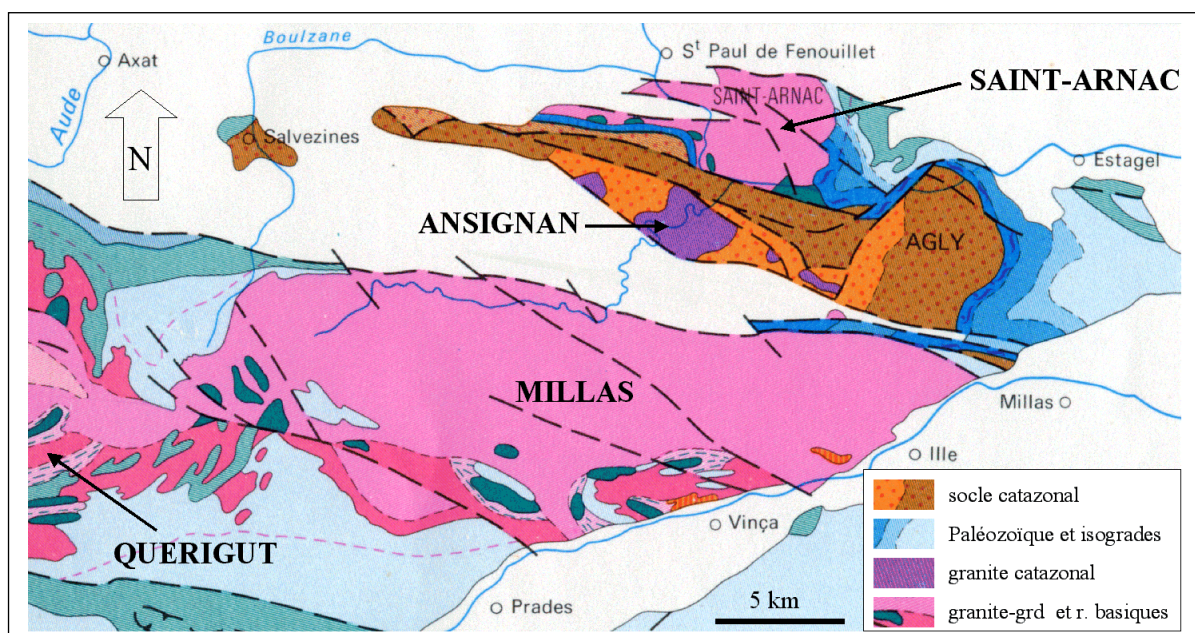 Boulzane
Axat
Sᵗ Paul de Fenouillet
SAINT-ARNAC
SAINT-ARNAC
Aude
Salvezines
N
Estagel
ANSIGNAN
AGLY
MILLAS
Millas
Ille
QUERIGUT
Vinça
Prades
5 km
socle catazonal
Paléozoïque et isogrades
granite catazonal
granite-grd et r. basiques